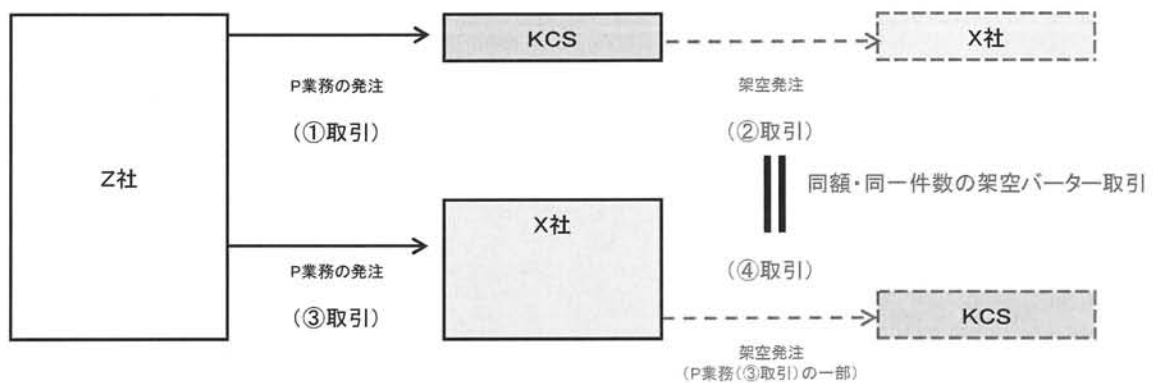 KCS
X社
P業務の発注
架空発注
(①取引)
(②取引)
Z社
同額・同一件数の架空バーター取引
X社
P業務の発注
(④取引)
(③取引)
KCS
架空発注
(P業務(③取引)の一部)